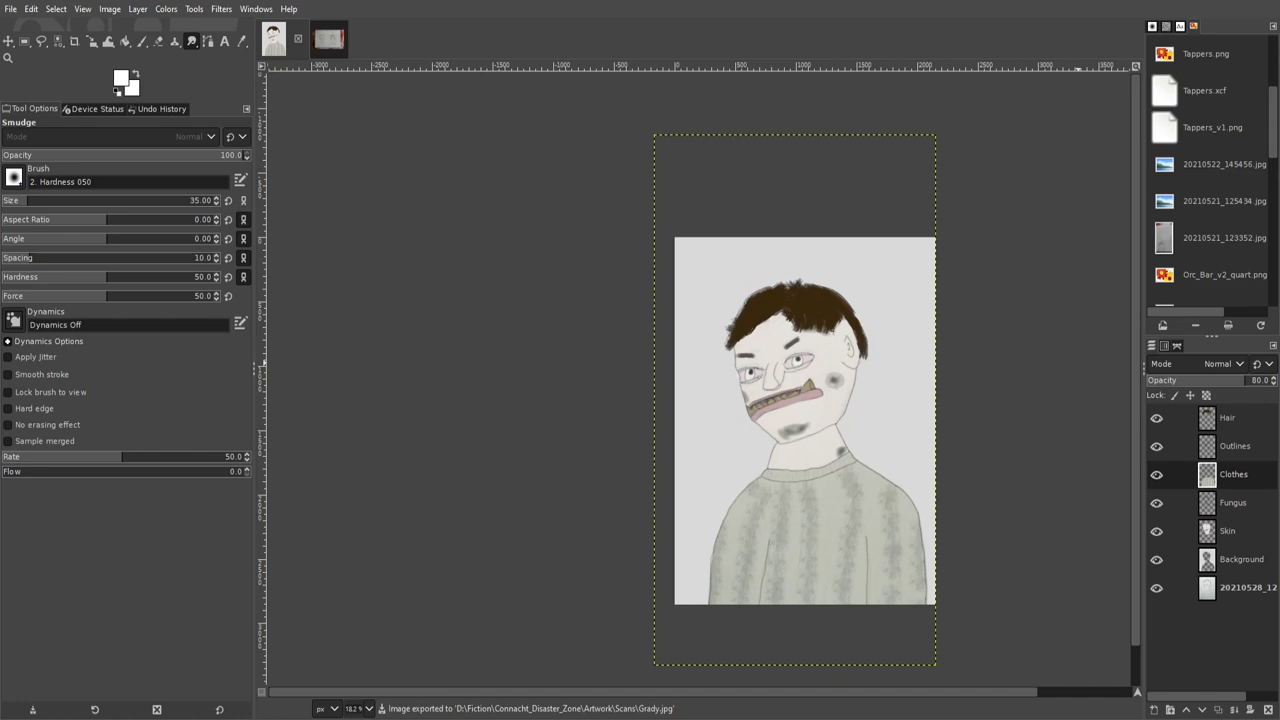 File Edit Select View Image Layer Colors Tools Filters Windows Help
Tool Options Device Status Undo History
Smudge
Mode Normal
Opacity 100.0
Brush
2. Hardness 050
Size 35.00
Aspect Ratio 0.00
Angle 0.00
Spacing 10.0
Hardness 50.0
Force 50.0
Dynamics
Dynamics Off
Dynamics Options
Apply Jitter
Smooth stroke
Lock brush to view
Hard edge
No erasing effect
Sample merged
Rate 50.0
Flow 0.0
px 18.2 % Image exported to 'D:\Fiction\Connacht_Disaster_Zone\Artwork\Scans\Grady.jpg'
Tappers.png
Tappers.xcf
Tappers_v1.png
20210522_145456.jpg
20210521_125434.jpg
20210521_123352.jpg
Orc_Bar_v2_quart.png
Mode Normal
Opacity 80.0
Lock:
Hair
Outlines
Clothes
Fungus
Skin
Background
20210528_12